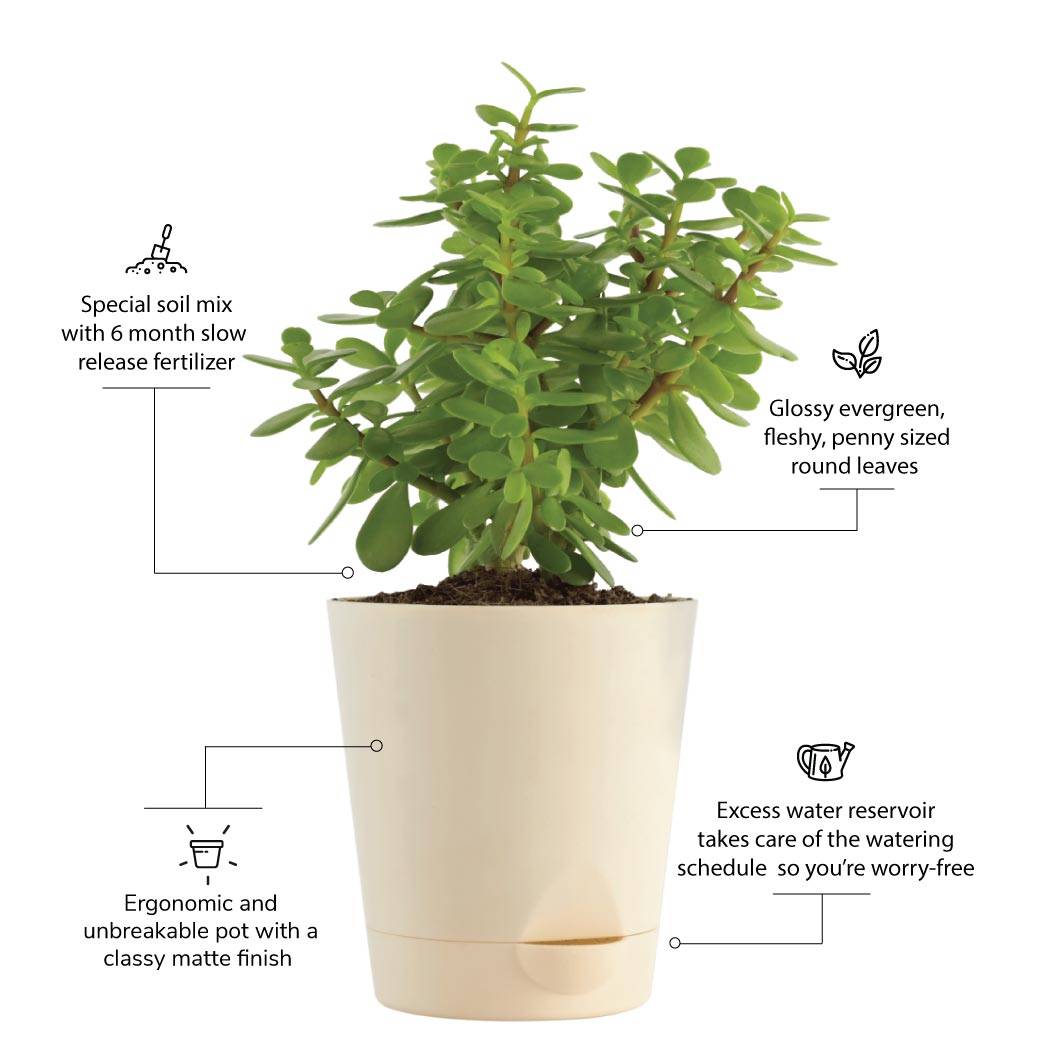 Special soil mix
with 6 month slow
release fertilizer
Glossy evergreen,
fleshy, penny sized
round leaves
Ergonomic and
unbreakable pot with a
classy matte finish
Excess water reservoir
takes care of the watering
schedule so you’re worry-free